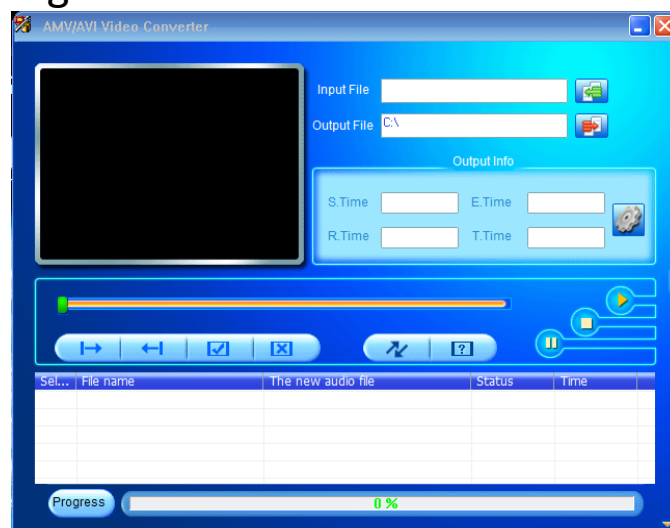 AMV/AVI Video Converter
Input File
Output File C:\
Output Info
S.Time E.Time
R.Time T.Time
Sel... File name The new audio file Status Time
Progress 0 %